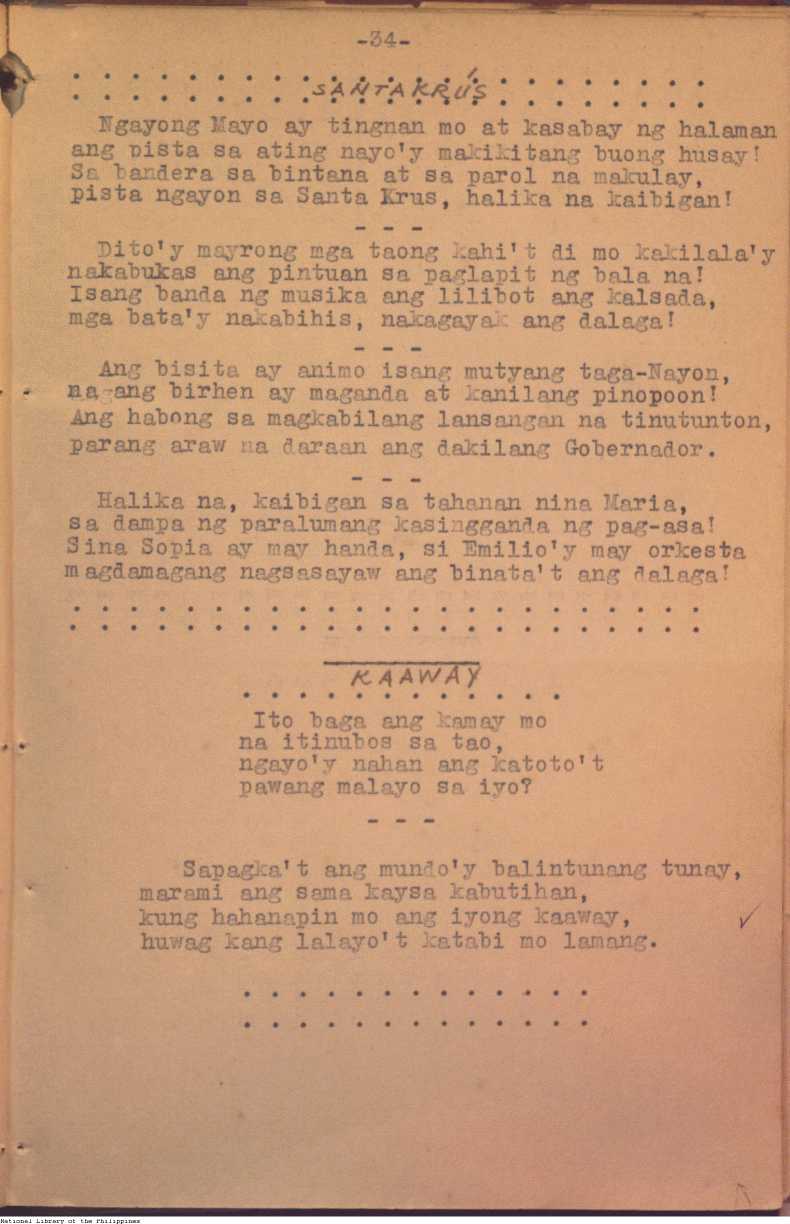 -34-
SANTA KRÚS
Ngayong Mayo ay tingnan mo at kasabay ng halaman
ang pista sa ating nayo'y makikitang buong husay!
Sa bandera sa bintana at sa parol na makulay,
pista ngayon sa Santa Krus, halika na kaibigan!
- - -
Dito'y mayrong mga taong kahi't di mo kakilala'y
nakabukas ang pintuan sa paglapit ng bala na!
Isang banda ng musika ang lilibot ang kalsada,
mga bata'y nakabihis, nakagayak ang dalaga!
- - -
Ang bisita ay animo isang mutyang taga-Nayon,
na ang birhen ay maganda at kanilang pinopoon!
Ang habong sa magkabilang lansangan na tinutunton,
parang araw na daraan ang dakilang Gobernador.
- - -
Halika na, kaibigan sa tahanan nina Maria,
sa dampa ng paralumang kasingganda ng pag-asa!
Sina Sopia ay may handa, si Emilio'y may orkesta
magdamagang nagsasayaw ang binata't ang dalaga!
KAAWAY
Ito baga ang kamay mo
na itinubos sa tao,
ngayo'y nahan ang katoto't
pawang malayo sa iyo?
- - -
Sapagka't ang mundo'y balintunang tunay,
marami ang sama kaysa kabutihan,
kung hahanapin mo ang iyong kaaway,
huwag kang lalayo't katabi mo lamang.
National Library of the Philippines